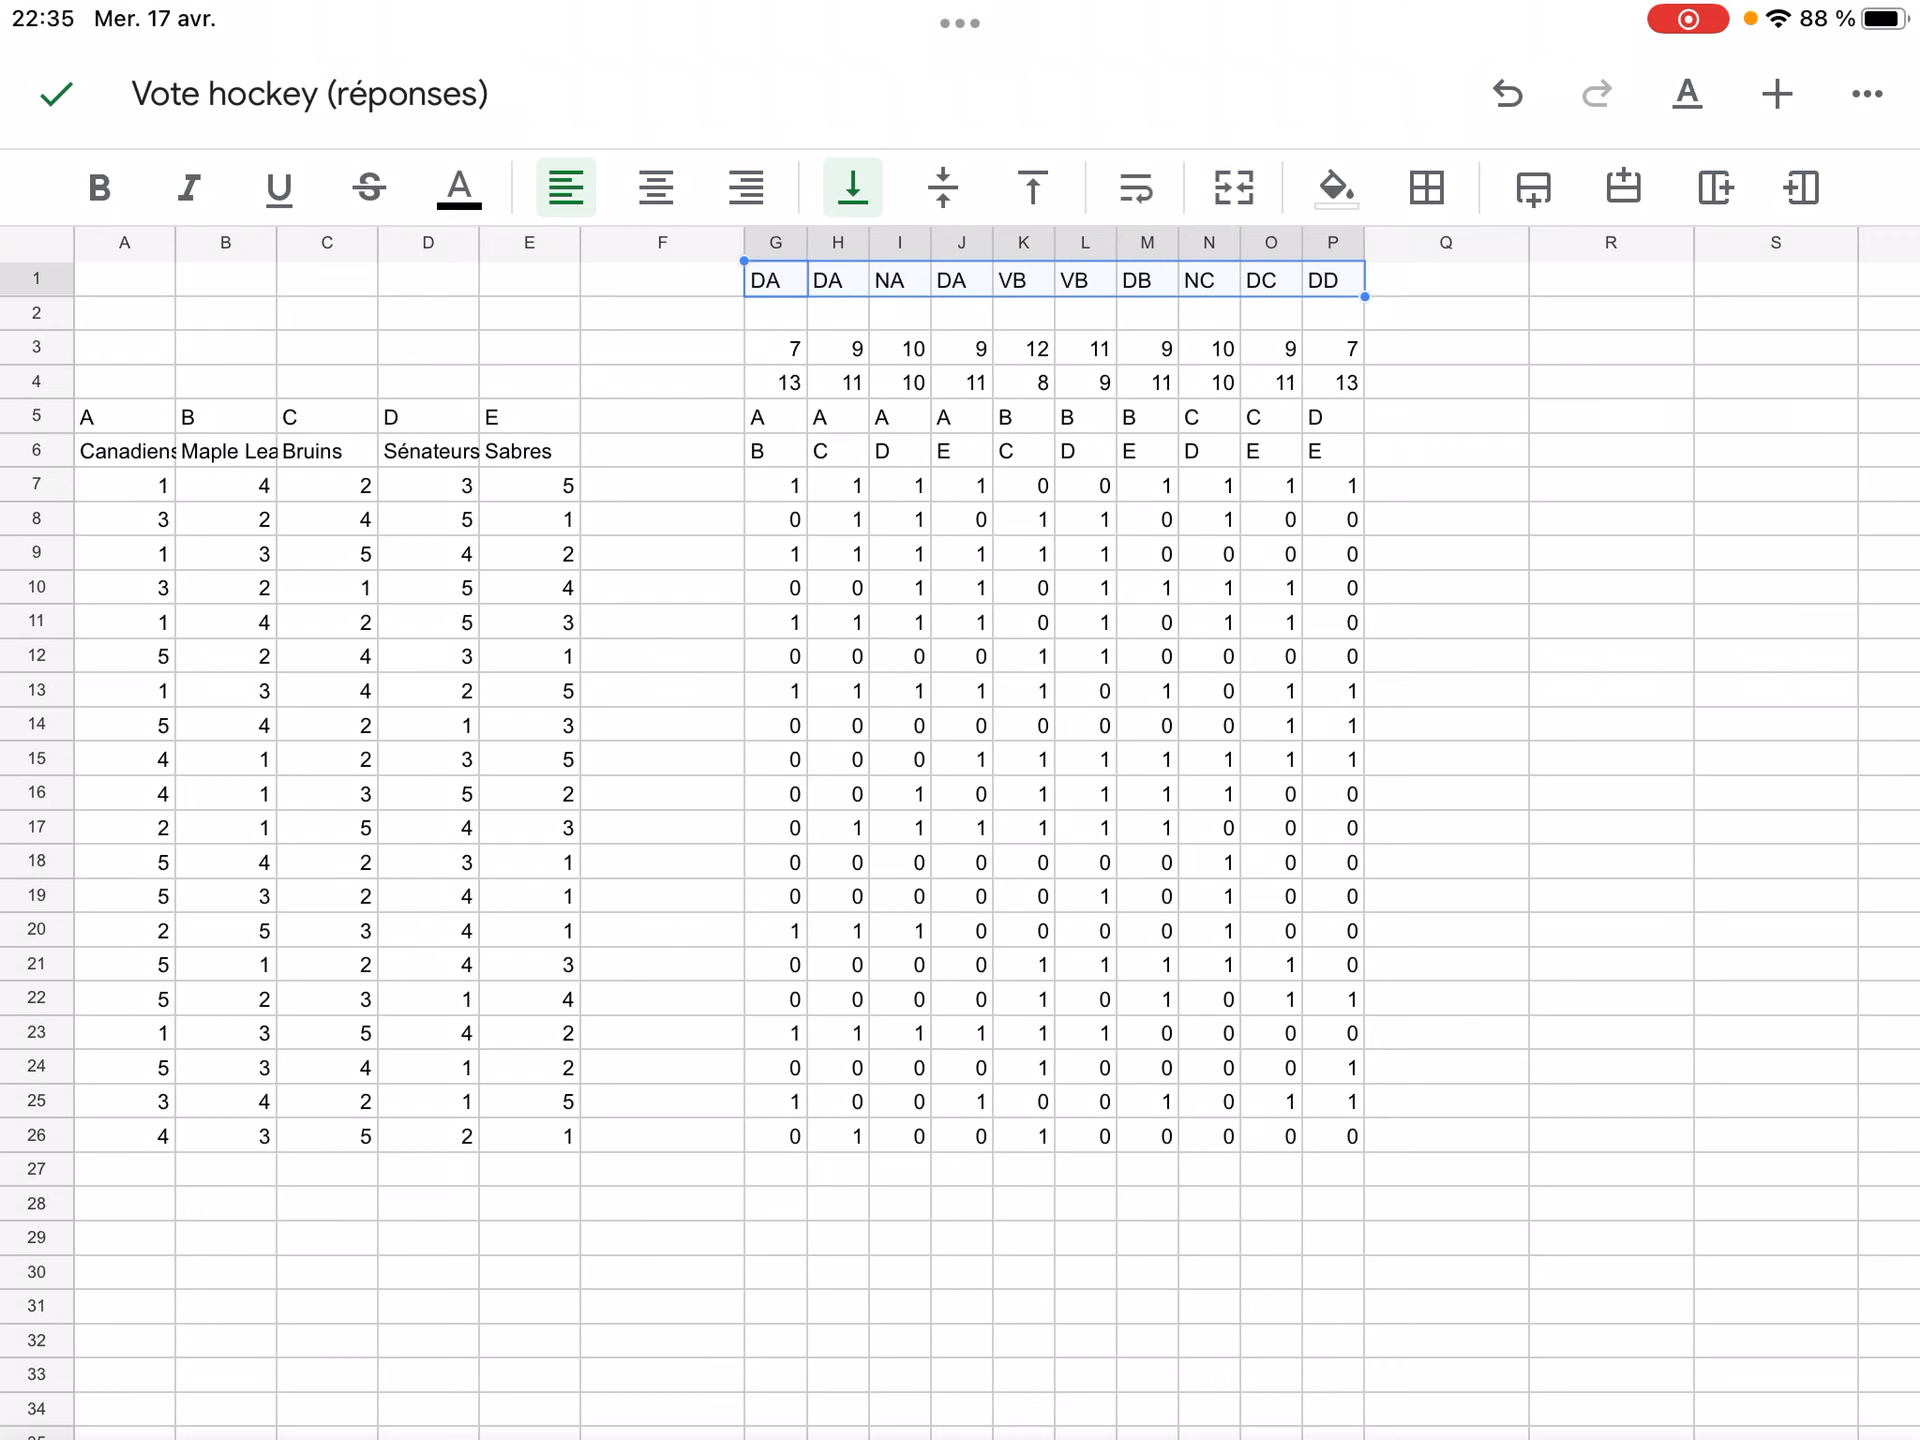 22:35 Mer. 17 avr. 88 %
Vote hockey (réponses)
B I U S A
A B C D E F G H I J K L M N O P Q R S
1 DA DA NA DA VB VB DB NC DC DD
2
3 7 9 10 9 12 11 9 10 9 7
4 13 11 10 11 8 9 11 10 11 13
5 A B C D E A A A A B B B C C D
6 Canadiens Maple Lea Bruins Sénateurs Sabres B C D E C D E D E E
7 1 4 2 3 5 1 1 1 1 0 0 1 1 1 1
8 3 2 4 5 1 0 1 1 0 1 1 0 1 0 0
9 1 3 5 4 2 1 1 1 1 1 1 0 0 0 0
10 3 2 1 5 4 0 0 1 1 0 1 1 1 1 0
11 1 4 2 5 3 1 1 1 1 0 1 0 1 1 0
12 5 2 4 3 1 0 0 0 0 1 1 0 0 0 0
13 1 3 4 2 5 1 1 1 1 1 0 1 0 1 1
14 5 4 2 1 3 0 0 0 0 0 0 0 0 1 1
15 4 1 2 3 5 0 0 0 1 1 1 1 1 1 1
16 4 1 3 5 2 0 0 1 0 1 1 1 1 0 0
17 2 1 5 4 3 0 1 1 1 1 1 1 0 0 0
18 5 4 2 3 1 0 0 0 0 0 0 0 1 0 0
19 5 3 2 4 1 0 0 0 0 0 1 0 1 0 0
20 2 5 3 4 1 1 1 1 0 0 0 0 1 0 0
21 5 1 2 4 3 0 0 0 0 1 1 1 1 1 0
22 5 2 3 1 4 0 0 0 0 1 0 1 0 1 1
23 1 3 5 4 2 1 1 1 1 1 1 0 0 0 0
24 5 3 4 1 2 0 0 0 0 1 0 0 0 0 1
25 3 4 2 1 5 1 0 0 1 0 0 1 0 1 1
26 4 3 5 2 1 0 1 0 0 1 0 0 0 0 0
27
28
29
30
31
32
33
34